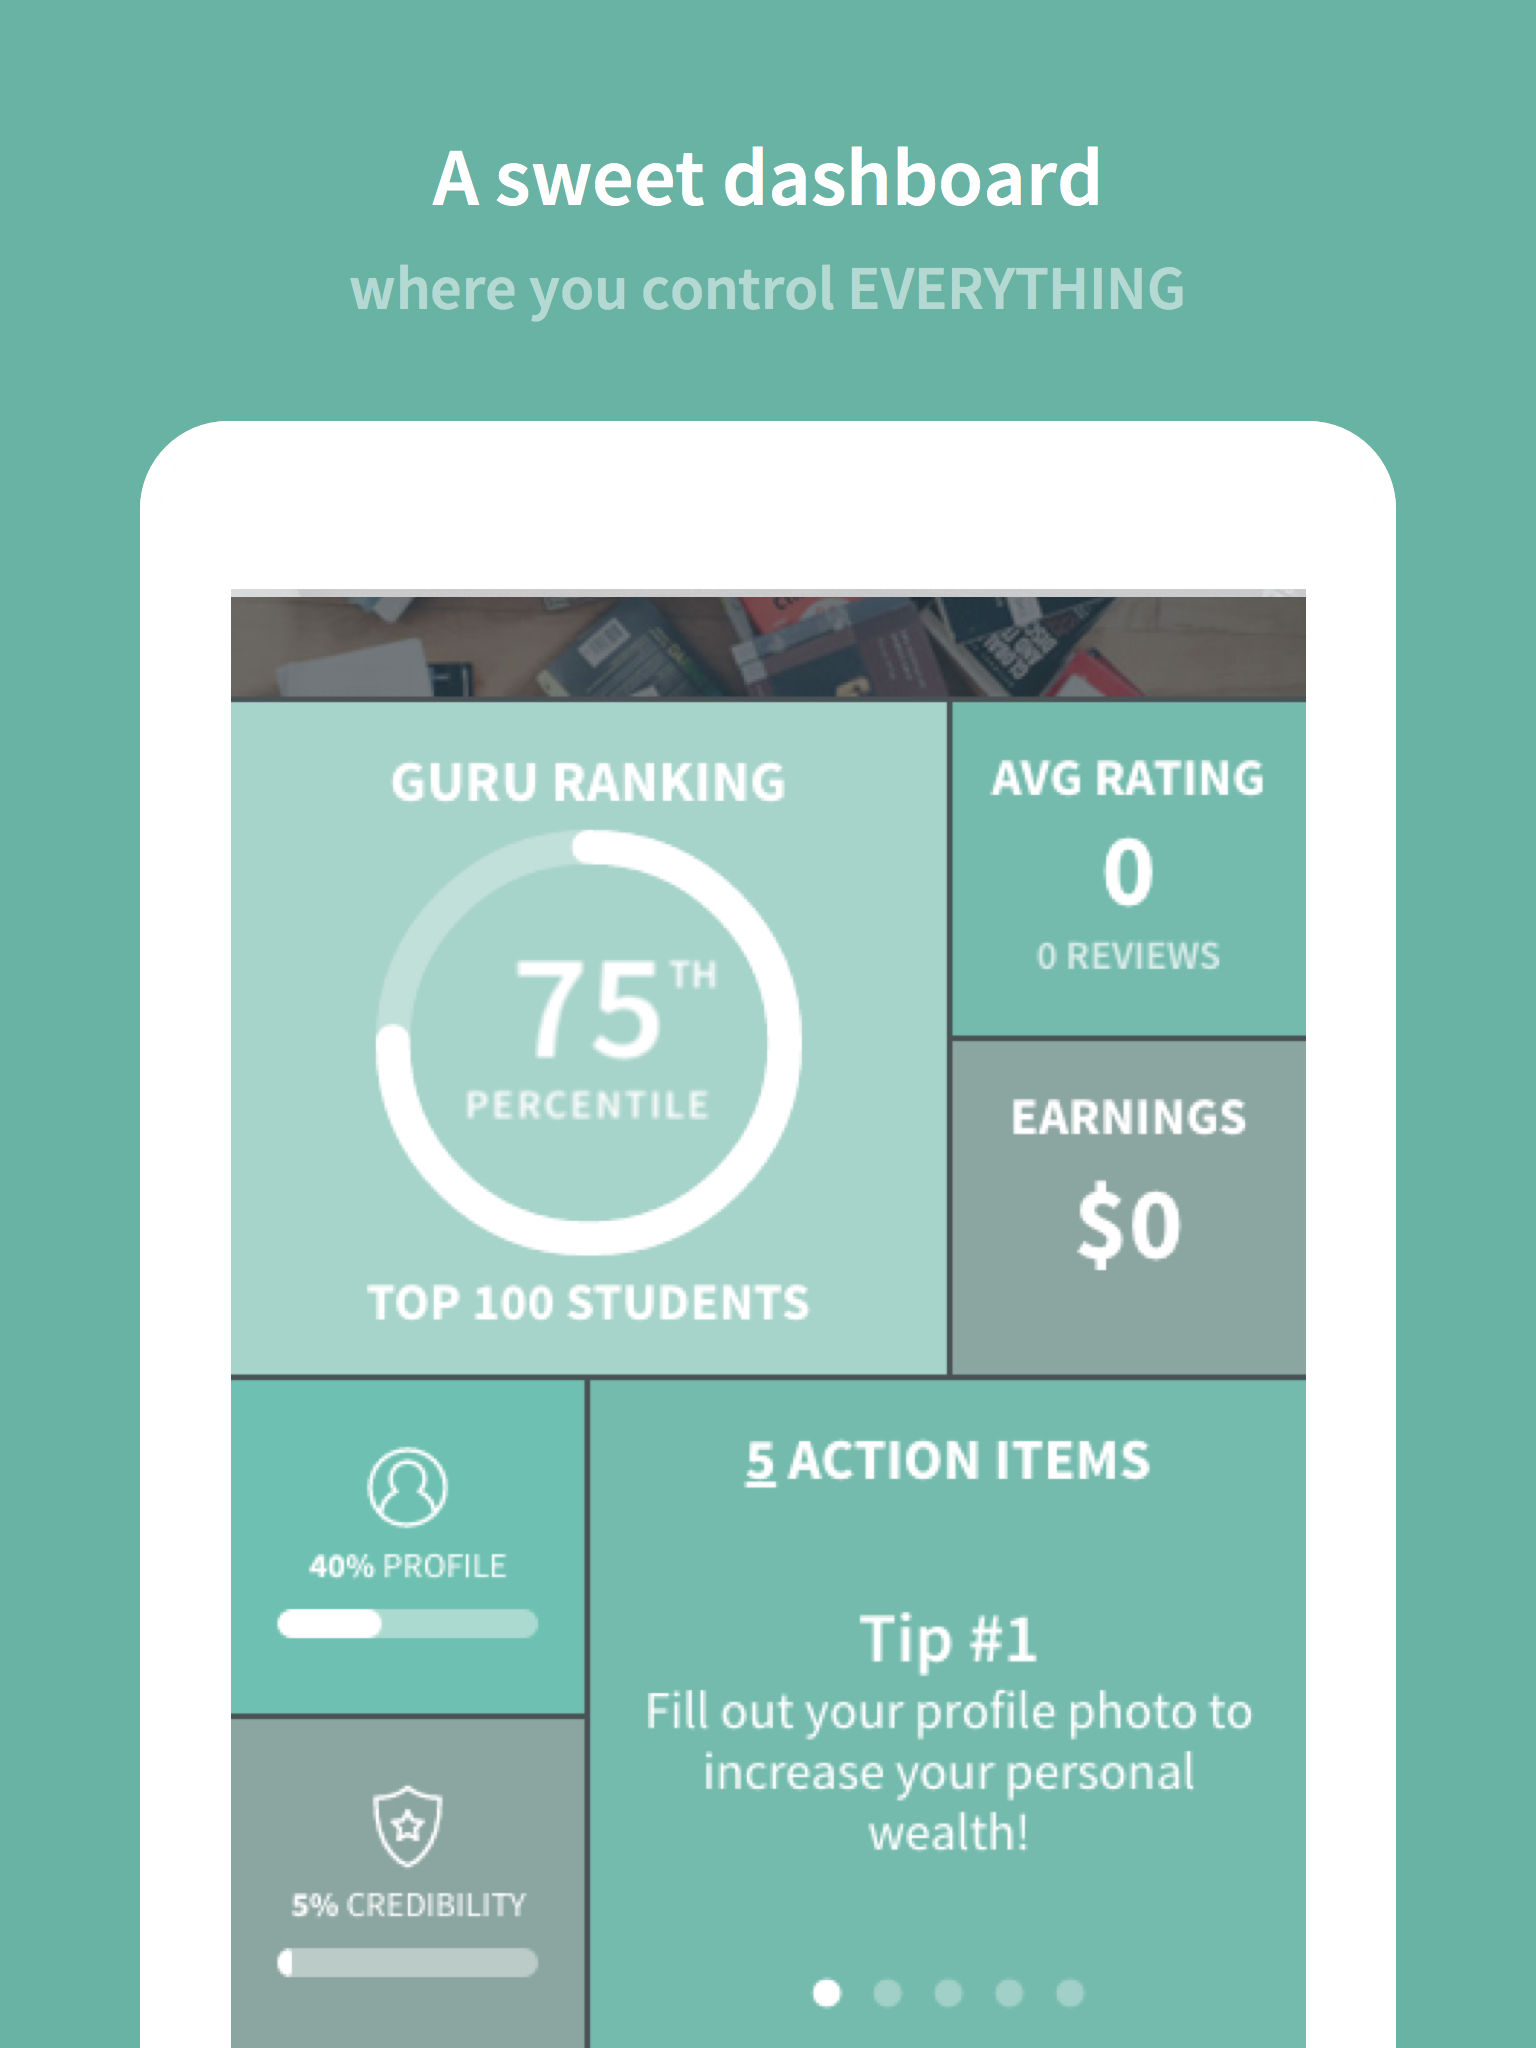 A sweet dashboard
where you control EVERYTHING
GURU RANKING
75TH
PERCENTILE
TOP 100 STUDENTS
AVG RATING
0
0 REVIEWS
EARNINGS
$0
40% PROFILE
5% CREDIBILITY
5 ACTION ITEMS
Tip #1
Fill out your profile photo to
increase your personal
wealth!